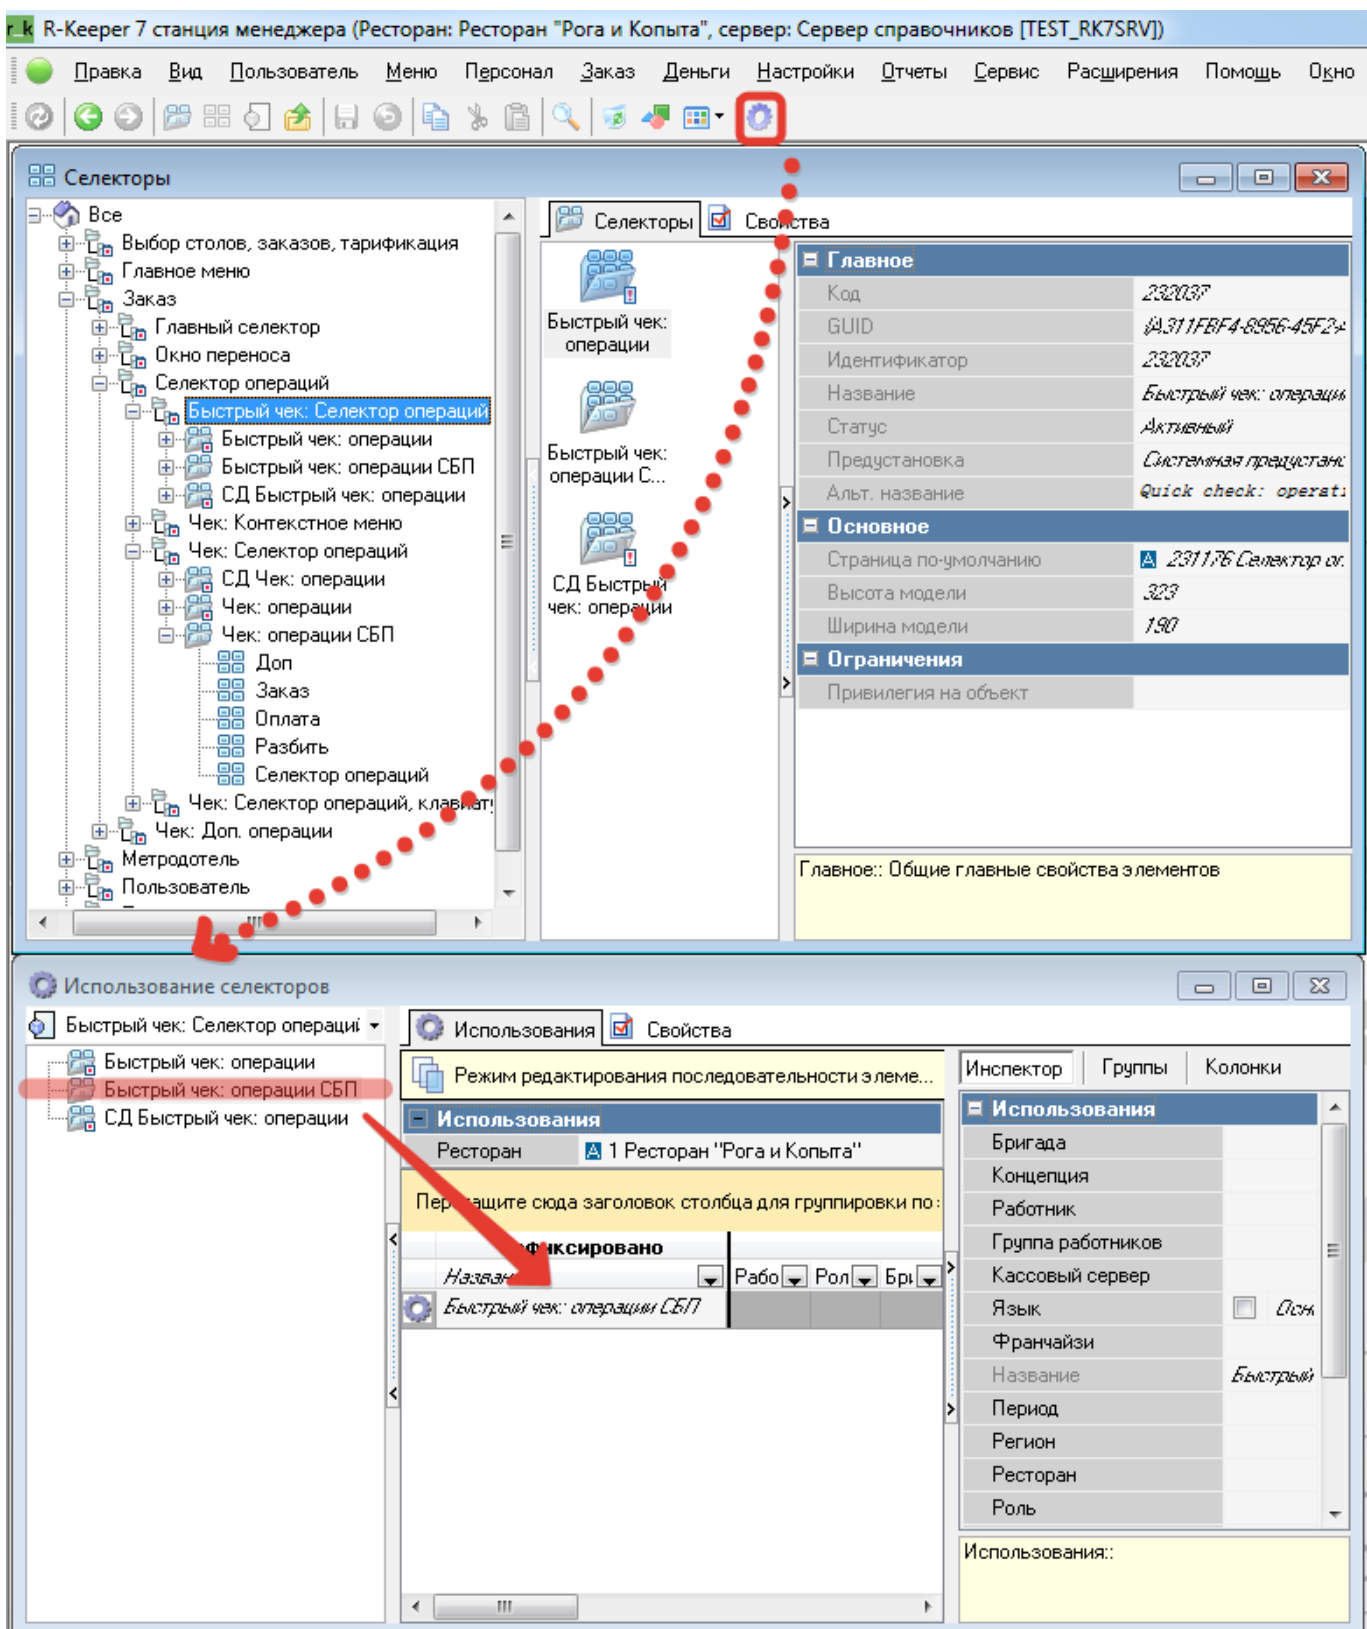 R-Keeper 7 станция менеджера (Ресторан: Ресторан "Рога и Копыта", сервер: Сервер справочников [TEST_RK7SRV])
Правка Вид Пользователь Меню Персонал Заказ Деньги Настройки Отчеты Сервис Расширения Помощь Окно
Селекторы
Все
Выбор столов, заказов, тарификация
Главное меню
Заказ
Главный селектор
Окно переноса
Селектор операций
Быстрый чек: Селектор операций
Быстрый чек: операции
Быстрый чек: операции СБП
СД Быстрый чек: операции
Чек: Контекстное меню
Чек: Селектор операций
СД Чек: операции
Чек: операции
Чек: операции СБП
Доп
Заказ
Оплата
Разбить
Селектор операций
Чек: Селектор операций,
Чек: Доп. операции
Метродотель
Пользователь
Селекторы Свойства
Быстрый чек:
операции
Быстрый чек:
операции С...
СД Быстрый
чек: операции
Главное
Код 232037
GUID {A311FBF4-8956-45F2-
Идентификатор 232037
Название Быстрый чек: операции
Статус Активный
Предустановка Системная предустанс
Альт. название Quick check: operati
Основное
Страница по-умолчанию A 231176 Селектор оп
Высота модели 323
Ширина модели 190
Ограничения
Привилегия на объект
Главное:: Общие главные свойства элементов
Использование селекторов
Быстрый чек: Селектор операций
Быстрый чек: операции
Быстрый чек: операции СБП
СД Быстрый чек: операции
Использования Свойства
Режим редактирования последовательности элеме...
Использования
Ресторан A 1 Ресторан "Рога и Копыта"
Перетащите сюда заголовок столбца для группировки по
фиксировано
Назван Рабо Рол Бри
Быстрый чек: операции СБП
Инспектор Группы Колонки
Использования
Бригада
Концепция
Работник
Группа работников
Кассовый сервер
Язык Осн
Франчайзи
Название Быстрый
Период
Регион
Ресторан
Роль
Использования::